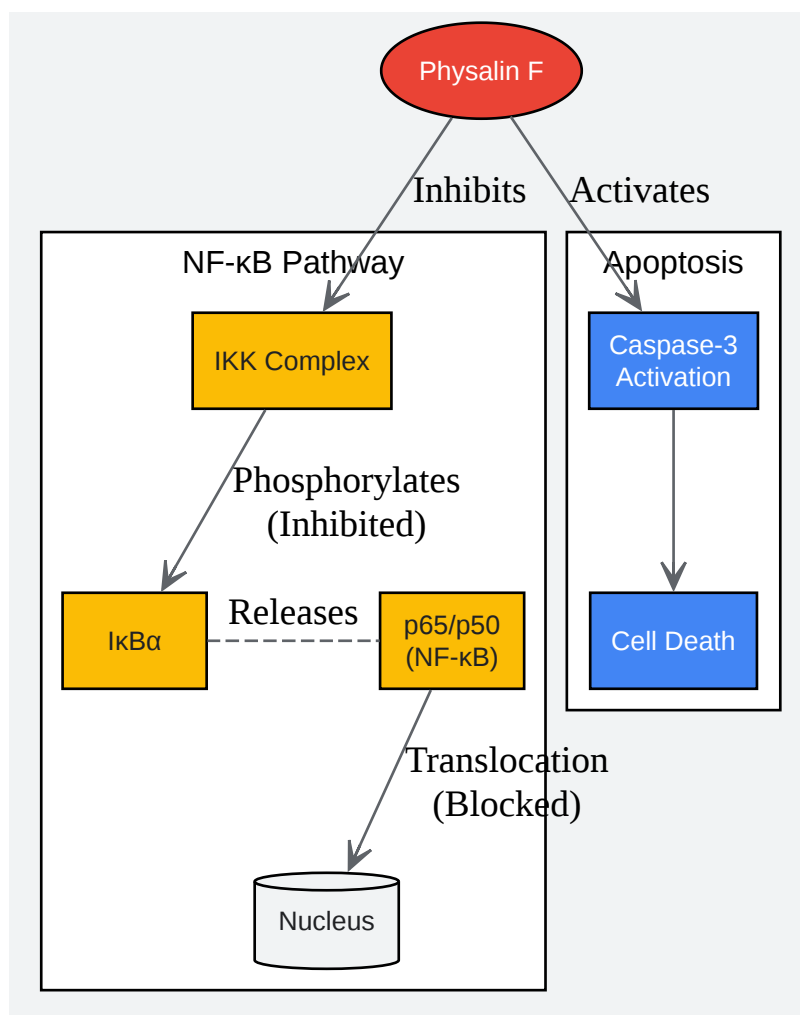 Physalin F
Inhibits
Activates
NF-κB Pathway
Apoptosis
IKK Complex
Caspase-3
Activation
Phosphorylates
(Inhibited)
IκBα
Releases
p65/p50
(NF-κB)
Cell Death
Translocation
(Blocked)
Nucleus